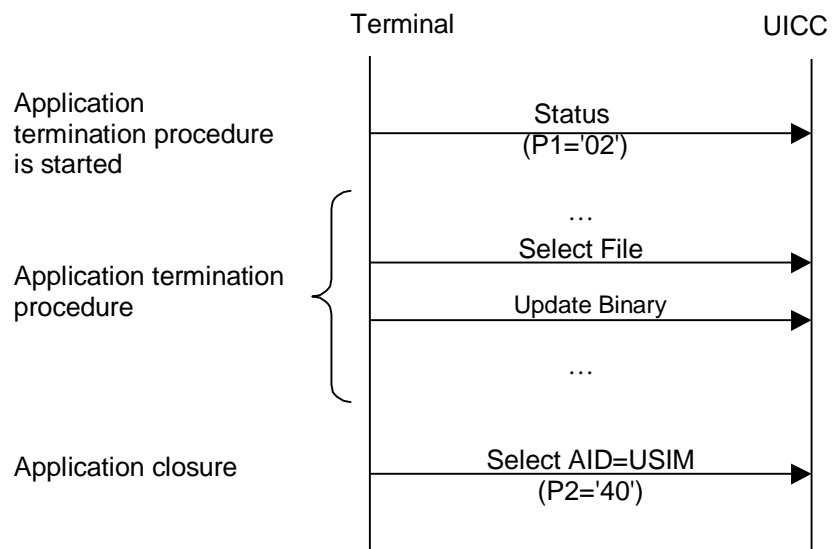 Terminal
UICC
Application
termination procedure
is started
Status
(P1='02')
…
Select File
Application termination
procedure
Update Binary
…
Application closure
Select AID=USIM
(P2='40')